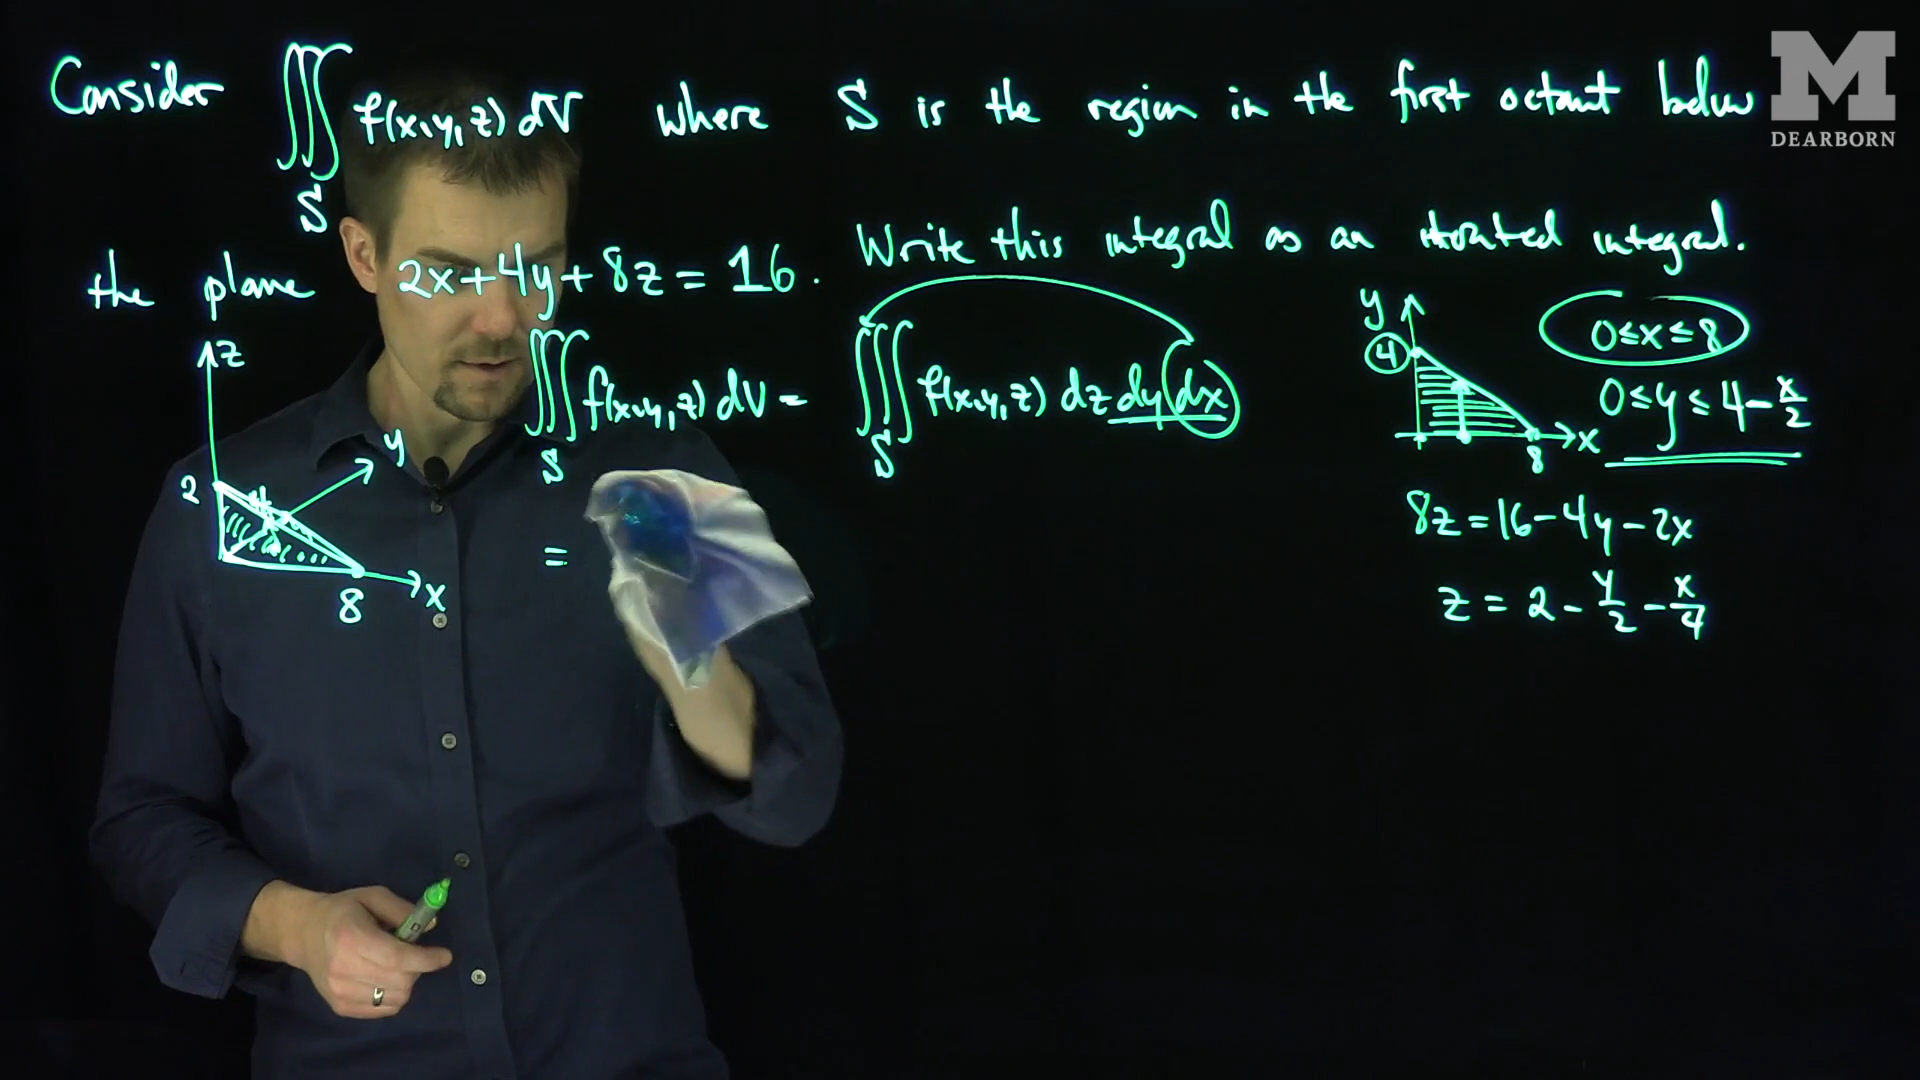 Consider ∭_S f(x,y,z) dV where S is the region in the first octant below
the plane 2x+4y+8z=16. Write this integral as an iterated integral.
M
DEARBORN
z
y
2
4
8
x
∭_S f(x,y,z) dV = ∭_S f(x,y,z) dz dy dx
=
y
4
8
x
0≤x≤8
0≤y≤4-x/2
8z=16-4y-2x
z=2-y/2-x/4